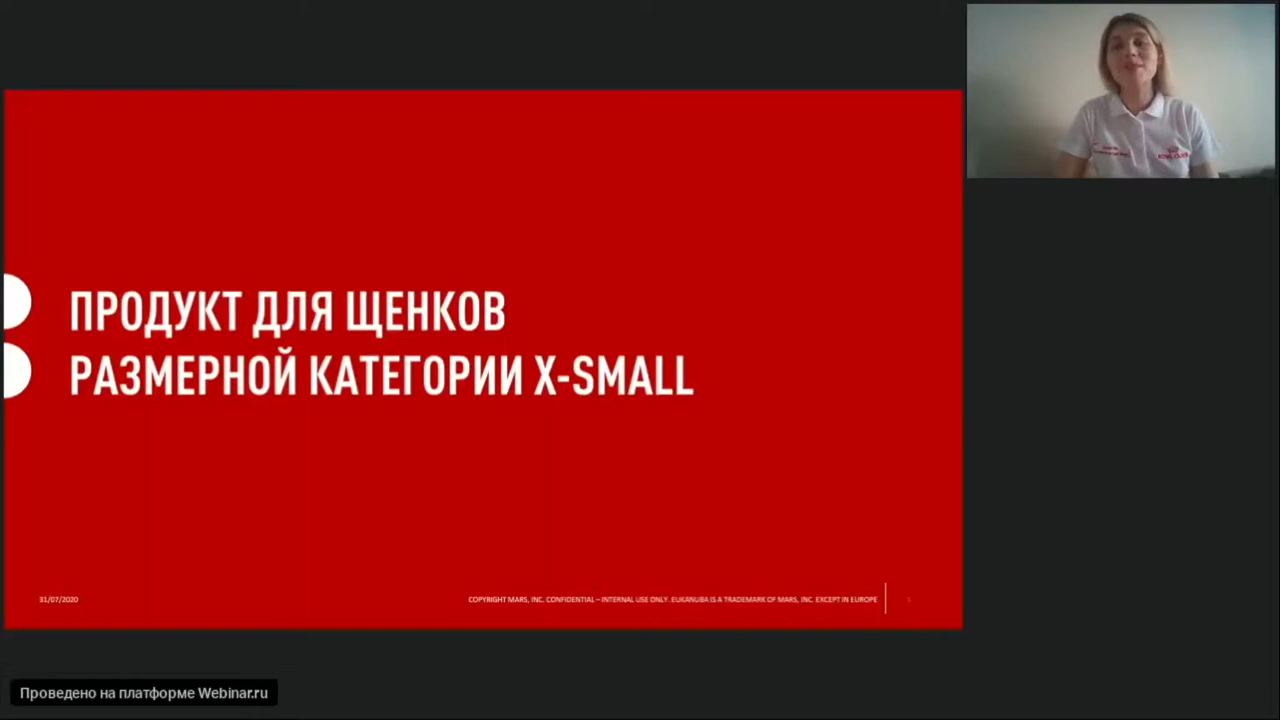 ПРОДУКТ ДЛЯ ЩЕНКОВ
РАЗМЕРНОЙ КАТЕГОРИИ X-SMALL
31/07/2020
COPYRIGHT MARS, INC. CONFIDENTIAL – INTERNAL USE ONLY. EUKANUBA IS A TRADEMARK OF MARS, INC. EXCEPT IN EUROPE
Проведено на платформе Webinar.ru